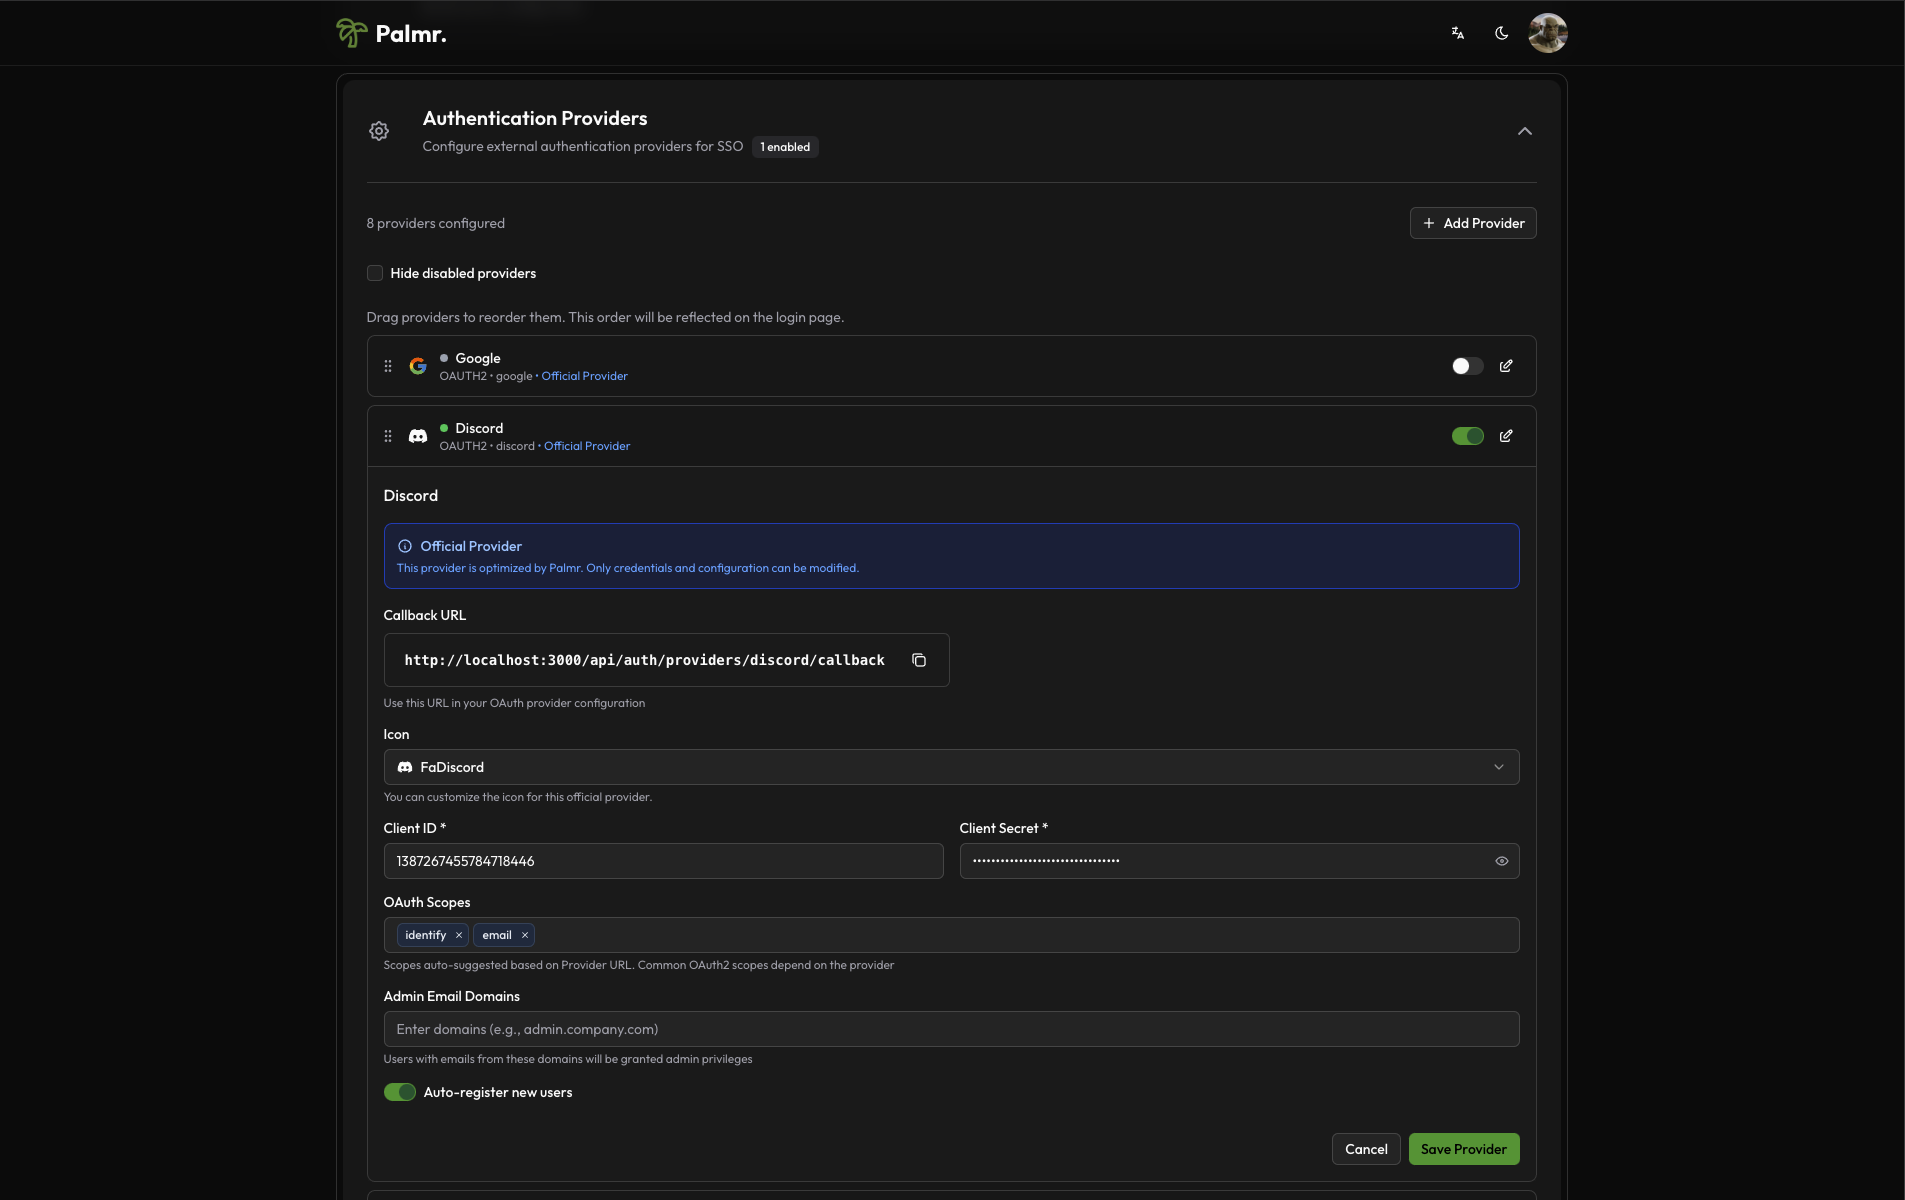 Palmr.
Authentication Providers
Configure external authentication providers for SSO 1 enabled
8 providers configured
Add Provider
Hide disabled providers
Drag providers to reorder them. This order will be reflected on the login page.
Google
OAUTH2 • google • Official Provider
Discord
OAUTH2 • discord • Official Provider
Discord
Official Provider
This provider is optimized by Palmr. Only credentials and configuration can be modified.
Callback URL
http://localhost:3000/api/auth/providers/discord/callback
Use this URL in your OAuth provider configuration
Icon
FaDiscord
You can customize the icon for this official provider.
Client ID * Client Secret *
1387267455784718446 ••••••••••••••••••••••••••••••••
OAuth Scopes
identify × email ×
Scopes auto-suggested based on Provider URL. Common OAuth2 scopes depend on the provider
Admin Email Domains
Enter domains (e.g., admin.company.com)
Users with emails from these domains will be granted admin privileges
Auto-register new users
Cancel Save Provider